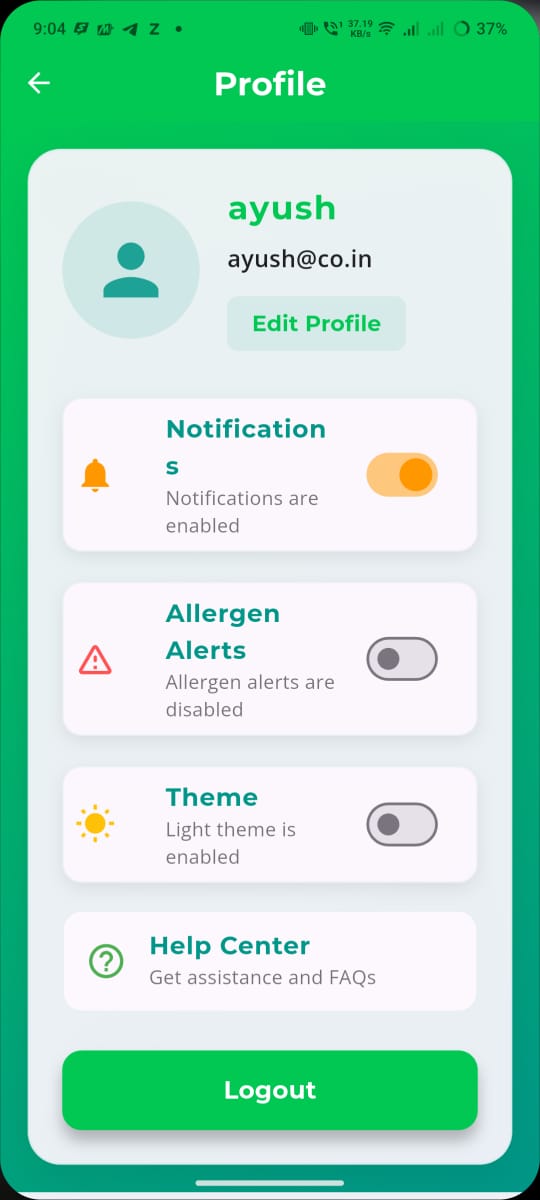 9:04 Z 37.19 KB/s 37%
Profile
ayush
ayush@co.in
Edit Profile
Notification
s
Notifications are
enabled
Allergen
Alerts
Allergen alerts are
disabled
Theme
Light theme is
enabled
Help Center
Get assistance and FAQs
Logout